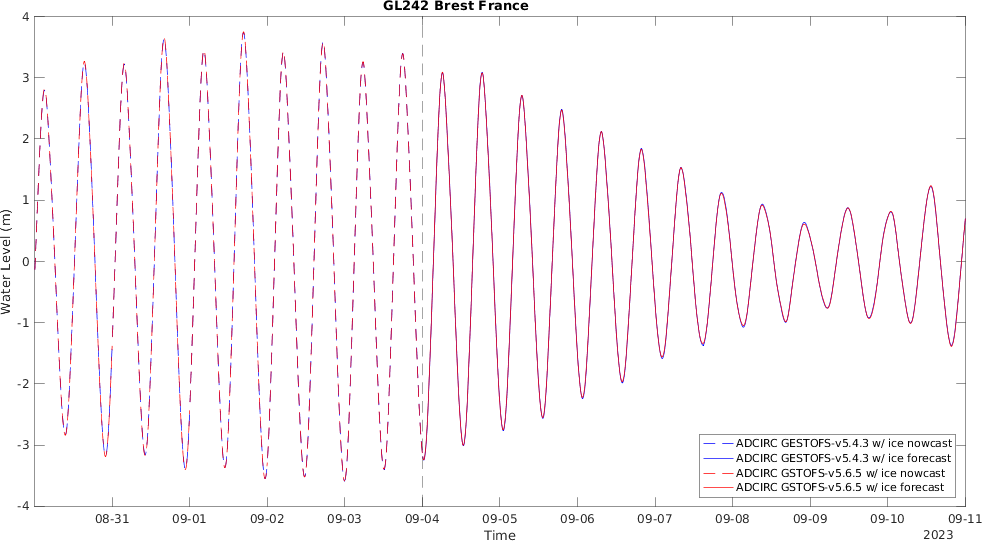 GL242 Brest France
Water Level (m)
4
3
2
1
0
-1
-2
-3
-4
ADCIRC GESTOFS-v5.4.3 w/ ice nowcast
ADCIRC GESTOFS-v5.4.3 w/ ice forecast
ADCIRC GSTOFS-v5.6.5 w/ ice nowcast
ADCIRC GSTOFS-v5.6.5 w/ ice forecast
08-31 09-01 09-02 09-03 09-04 09-05 09-06 09-07 09-08 09-09 09-10 09-11
Time
2023